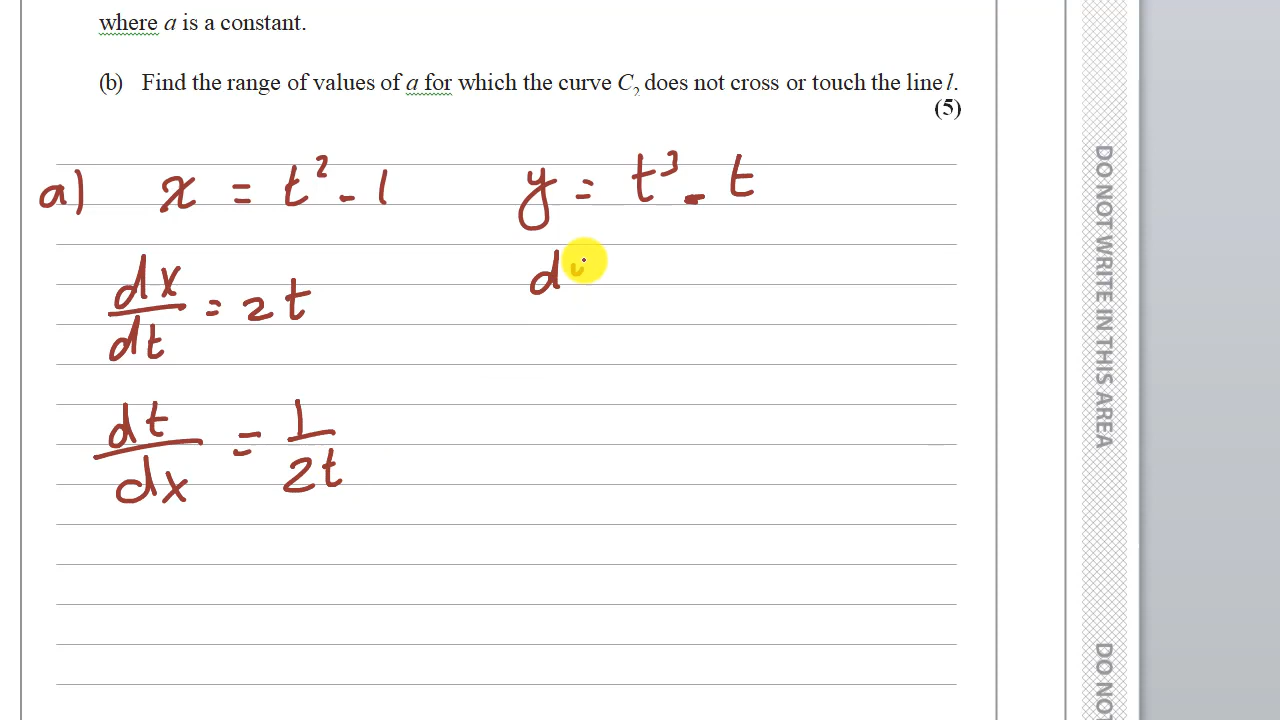 where a is a constant.
(b) Find the range of values of a for which the curve C₂ does not cross or touch the line l.
(5)
a) x = t² - 1 y = t³ - t
dx/dt = 2t d
dt/dx = 1/2t
DO NOT WRITE IN THIS AREA
DO NOT